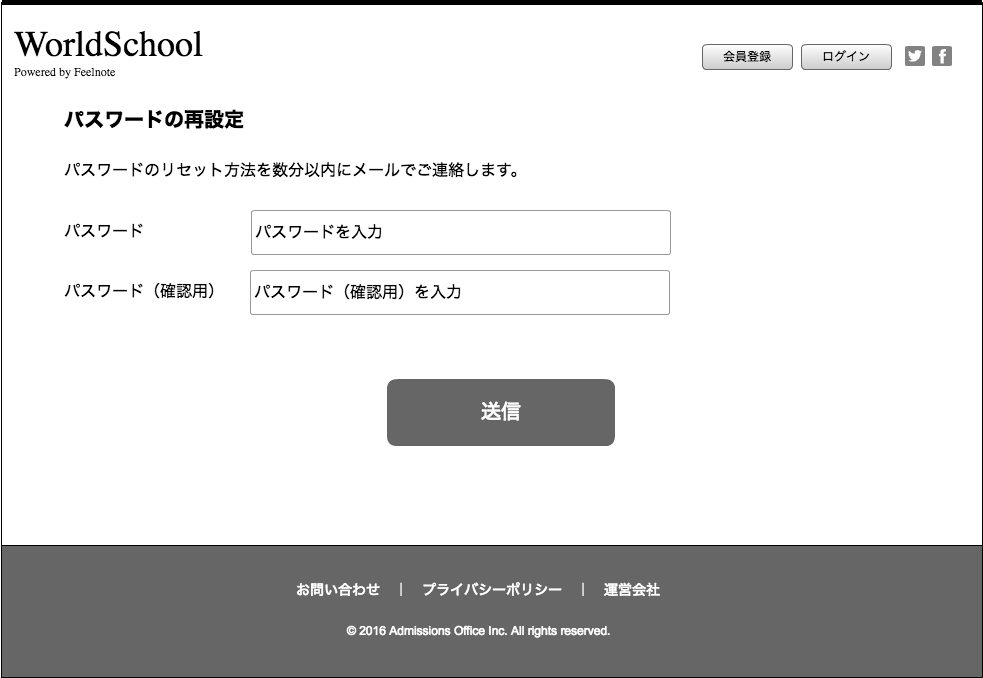 WorldSchool
Powered by Feelnote
会員登録
ログイン
パスワードの再設定
パスワードのリセット方法を数分以内にメールでご連絡します。
パスワード
パスワードを入力
パスワード（確認用）
パスワード（確認用）を入力
送信
お問い合わせ | プライバシーポリシー | 運営会社
© 2016 Admissions Office Inc. All rights reserved.